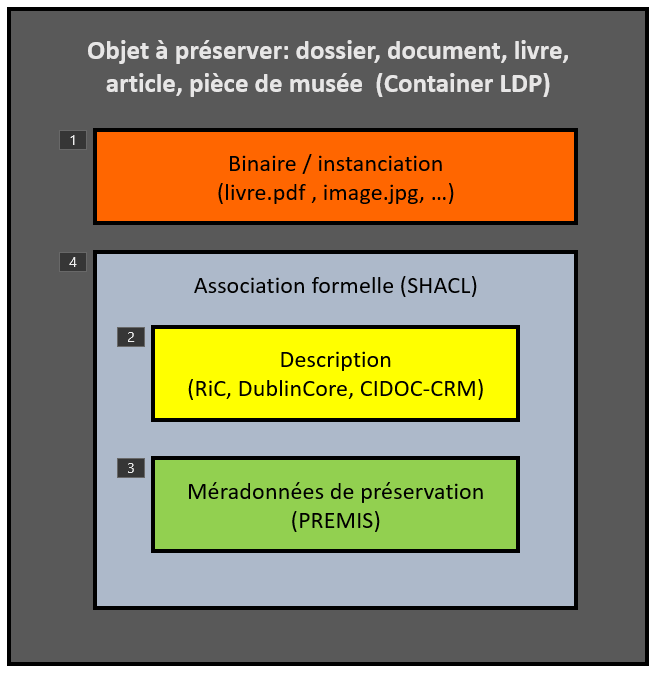 Objet à préserver: dossier, document, livre,
article, pièce de musée  (Container LDP)
1
Binaire / instanciation
(livre.pdf , image.jpg, …)
4
Association formelle (SHACL)
2
Description
(RiC, DublinCore, CIDOC-CRM)
3
Méradonnées de préservation
(PREMIS)